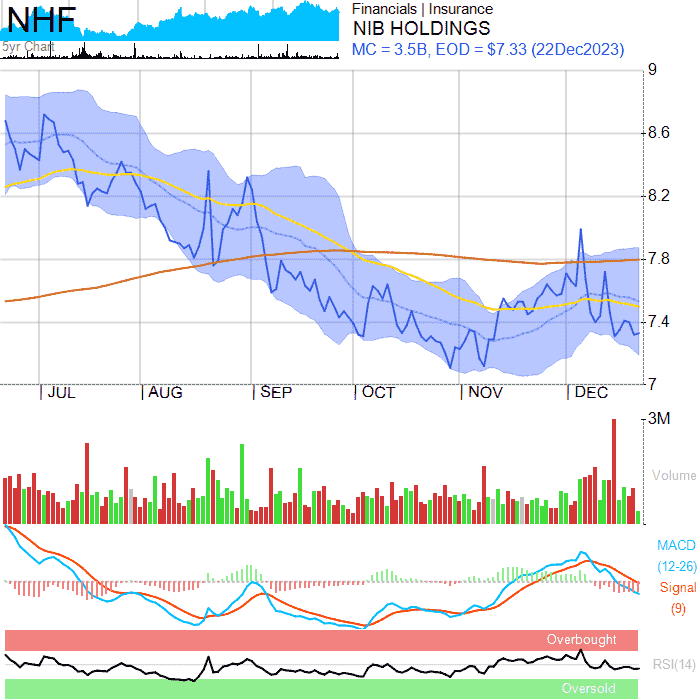 NHF
5yr Chart
Financials | Insurance
NIB HOLDINGS
MC = 3.5B, EOD = $7.33 (22Dec2023)
9
8.6
8.2
7.8
7.4
7
JUL AUG SEP OCT NOV DEC
3M
Volume
MACD
(12-26)
Signal
(9)
Overbought
RSI(14)
Oversold